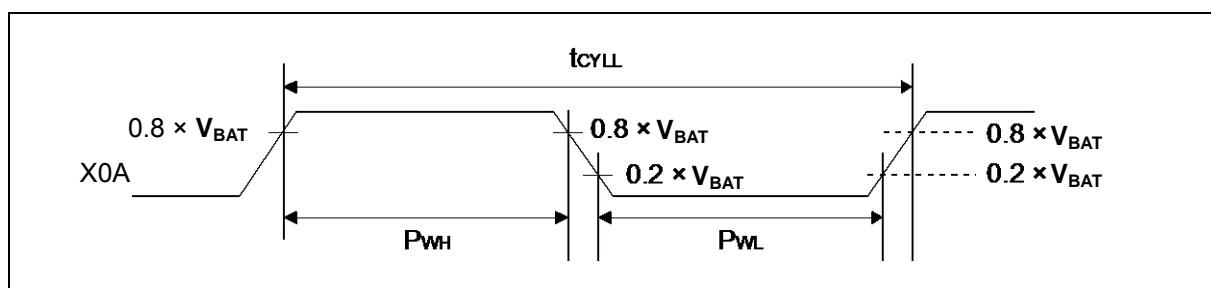 tCYLL
0.8 × VBAT
0.8 × VBAT
0.8 × VBAT
X0A
0.2 × VBAT
0.2 × VBAT
PWH
PWL